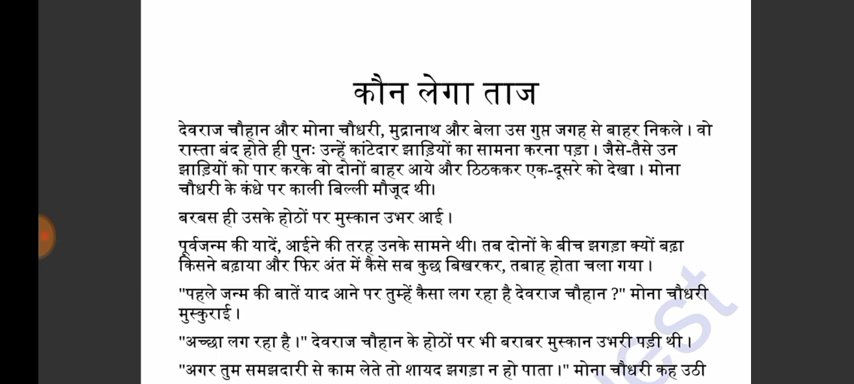 कौन लेगा ताज
देवराज चौहान और मोना चौधरी, मुद्रानाथ और बेला उस गुप्त जगह से बाहर निकले। वो
रास्ता बंद होते ही पुनः उन्हें कांटेदार झाड़ियों का सामना करना पड़ा। जैसे-तैसे उन
झाड़ियों को पार करके वो दोनों बाहर आये और ठिठककर एक-दूसरे को देखा। मोना
चौधरी के कंधे पर काली बिल्ली मौजूद थी।
बरबस ही उसके होठों पर मुस्कान उभर आई।
पूर्वजन्म की यादें, आईने की तरह उनके सामने थी। तब दोनों के बीच झगड़ा क्यों बढ़ा
किसने बढ़ाया और फिर अंत में कैसे सब कुछ बिखरकर, तबाह होता चला गया।
"पहले जन्म की बातें याद आने पर तुम्हें कैसा लग रहा है देवराज चौहान ?" मोना चौधरी
मुस्कुराई।
"अच्छा लग रहा है।" देवराज चौहान के होठों पर भी बराबर मुस्कान उभरी पड़ी थी।
"अगर तुम समझदारी से काम लेते तो शायद झगड़ा न हो पाता।" मोना चौधरी कह उठी